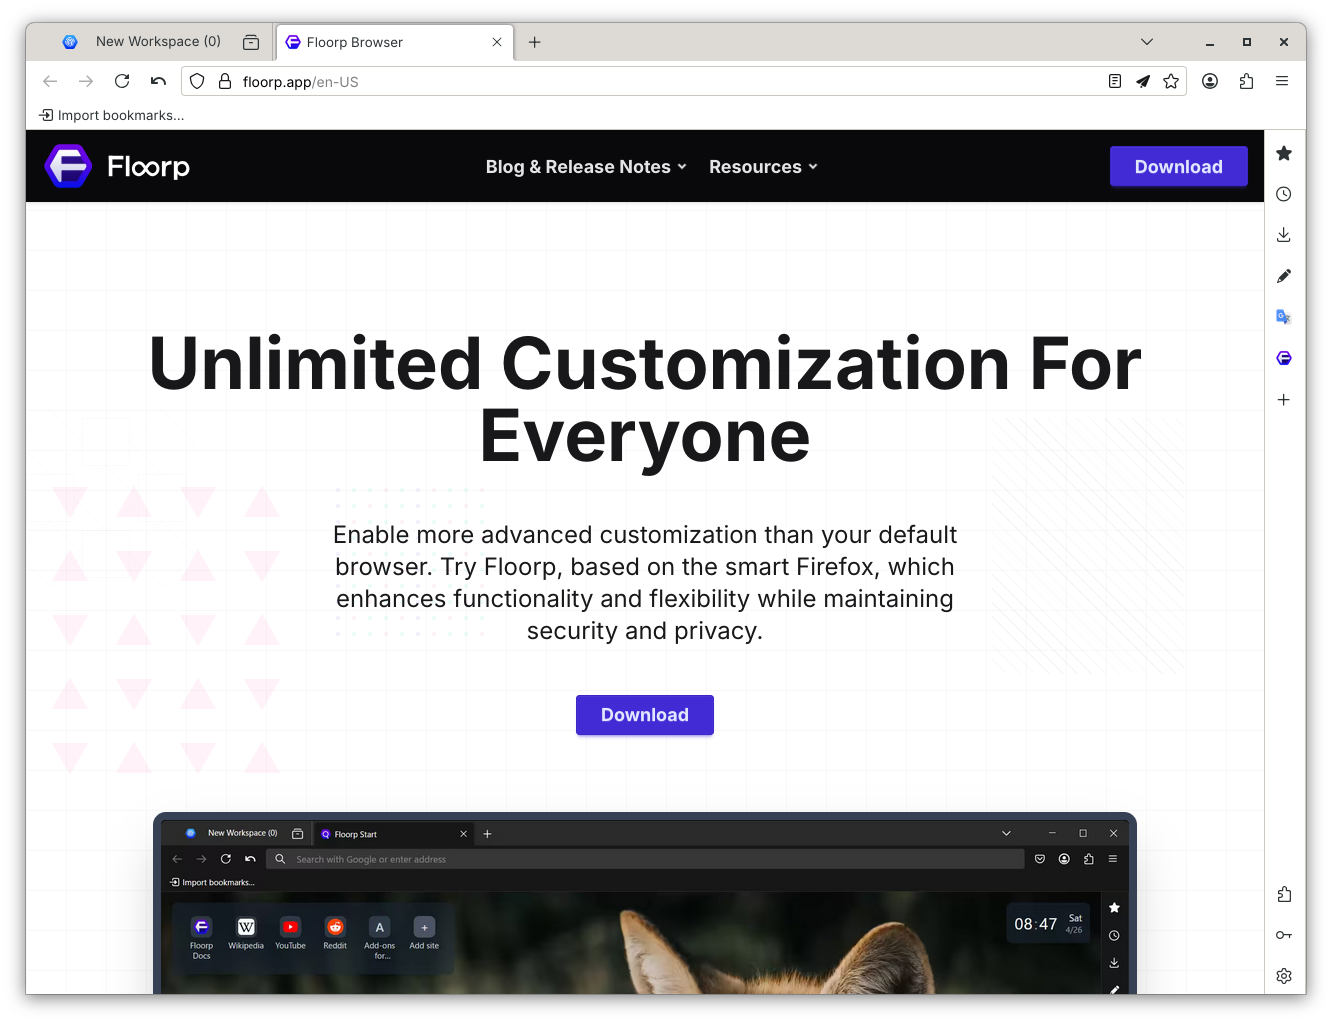 New Workspace (0)
Floorp Browser
floorp.app/en-US
Import bookmarks...
Floorp
Blog & Release Notes
Resources
Download
Unlimited Customization For
Everyone
Enable more advanced customization than your default
browser. Try Floorp, based on the smart Firefox, which
enhances functionality and flexibility while maintaining
security and privacy.
Download
New Workspace (0)
Floorp Start
Search with Google or enter address
Import bookmarks...
Floorp
Docs
Wikipedia
YouTube
Reddit
A
Add-ons
for...
Add site
08:47
Sat
4/26